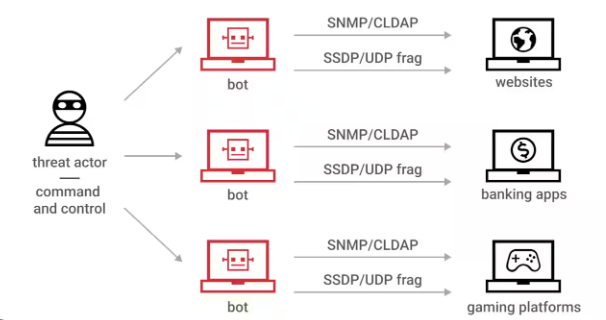 SNMP/CLDAP
SSDP/UDP frag
bot
websites
threat actor
command
and control
SNMP/CLDAP
SSDP/UDP frag
bot
banking apps
SNMP/CLDAP
SSDP/UDP frag
bot
gaming platforms